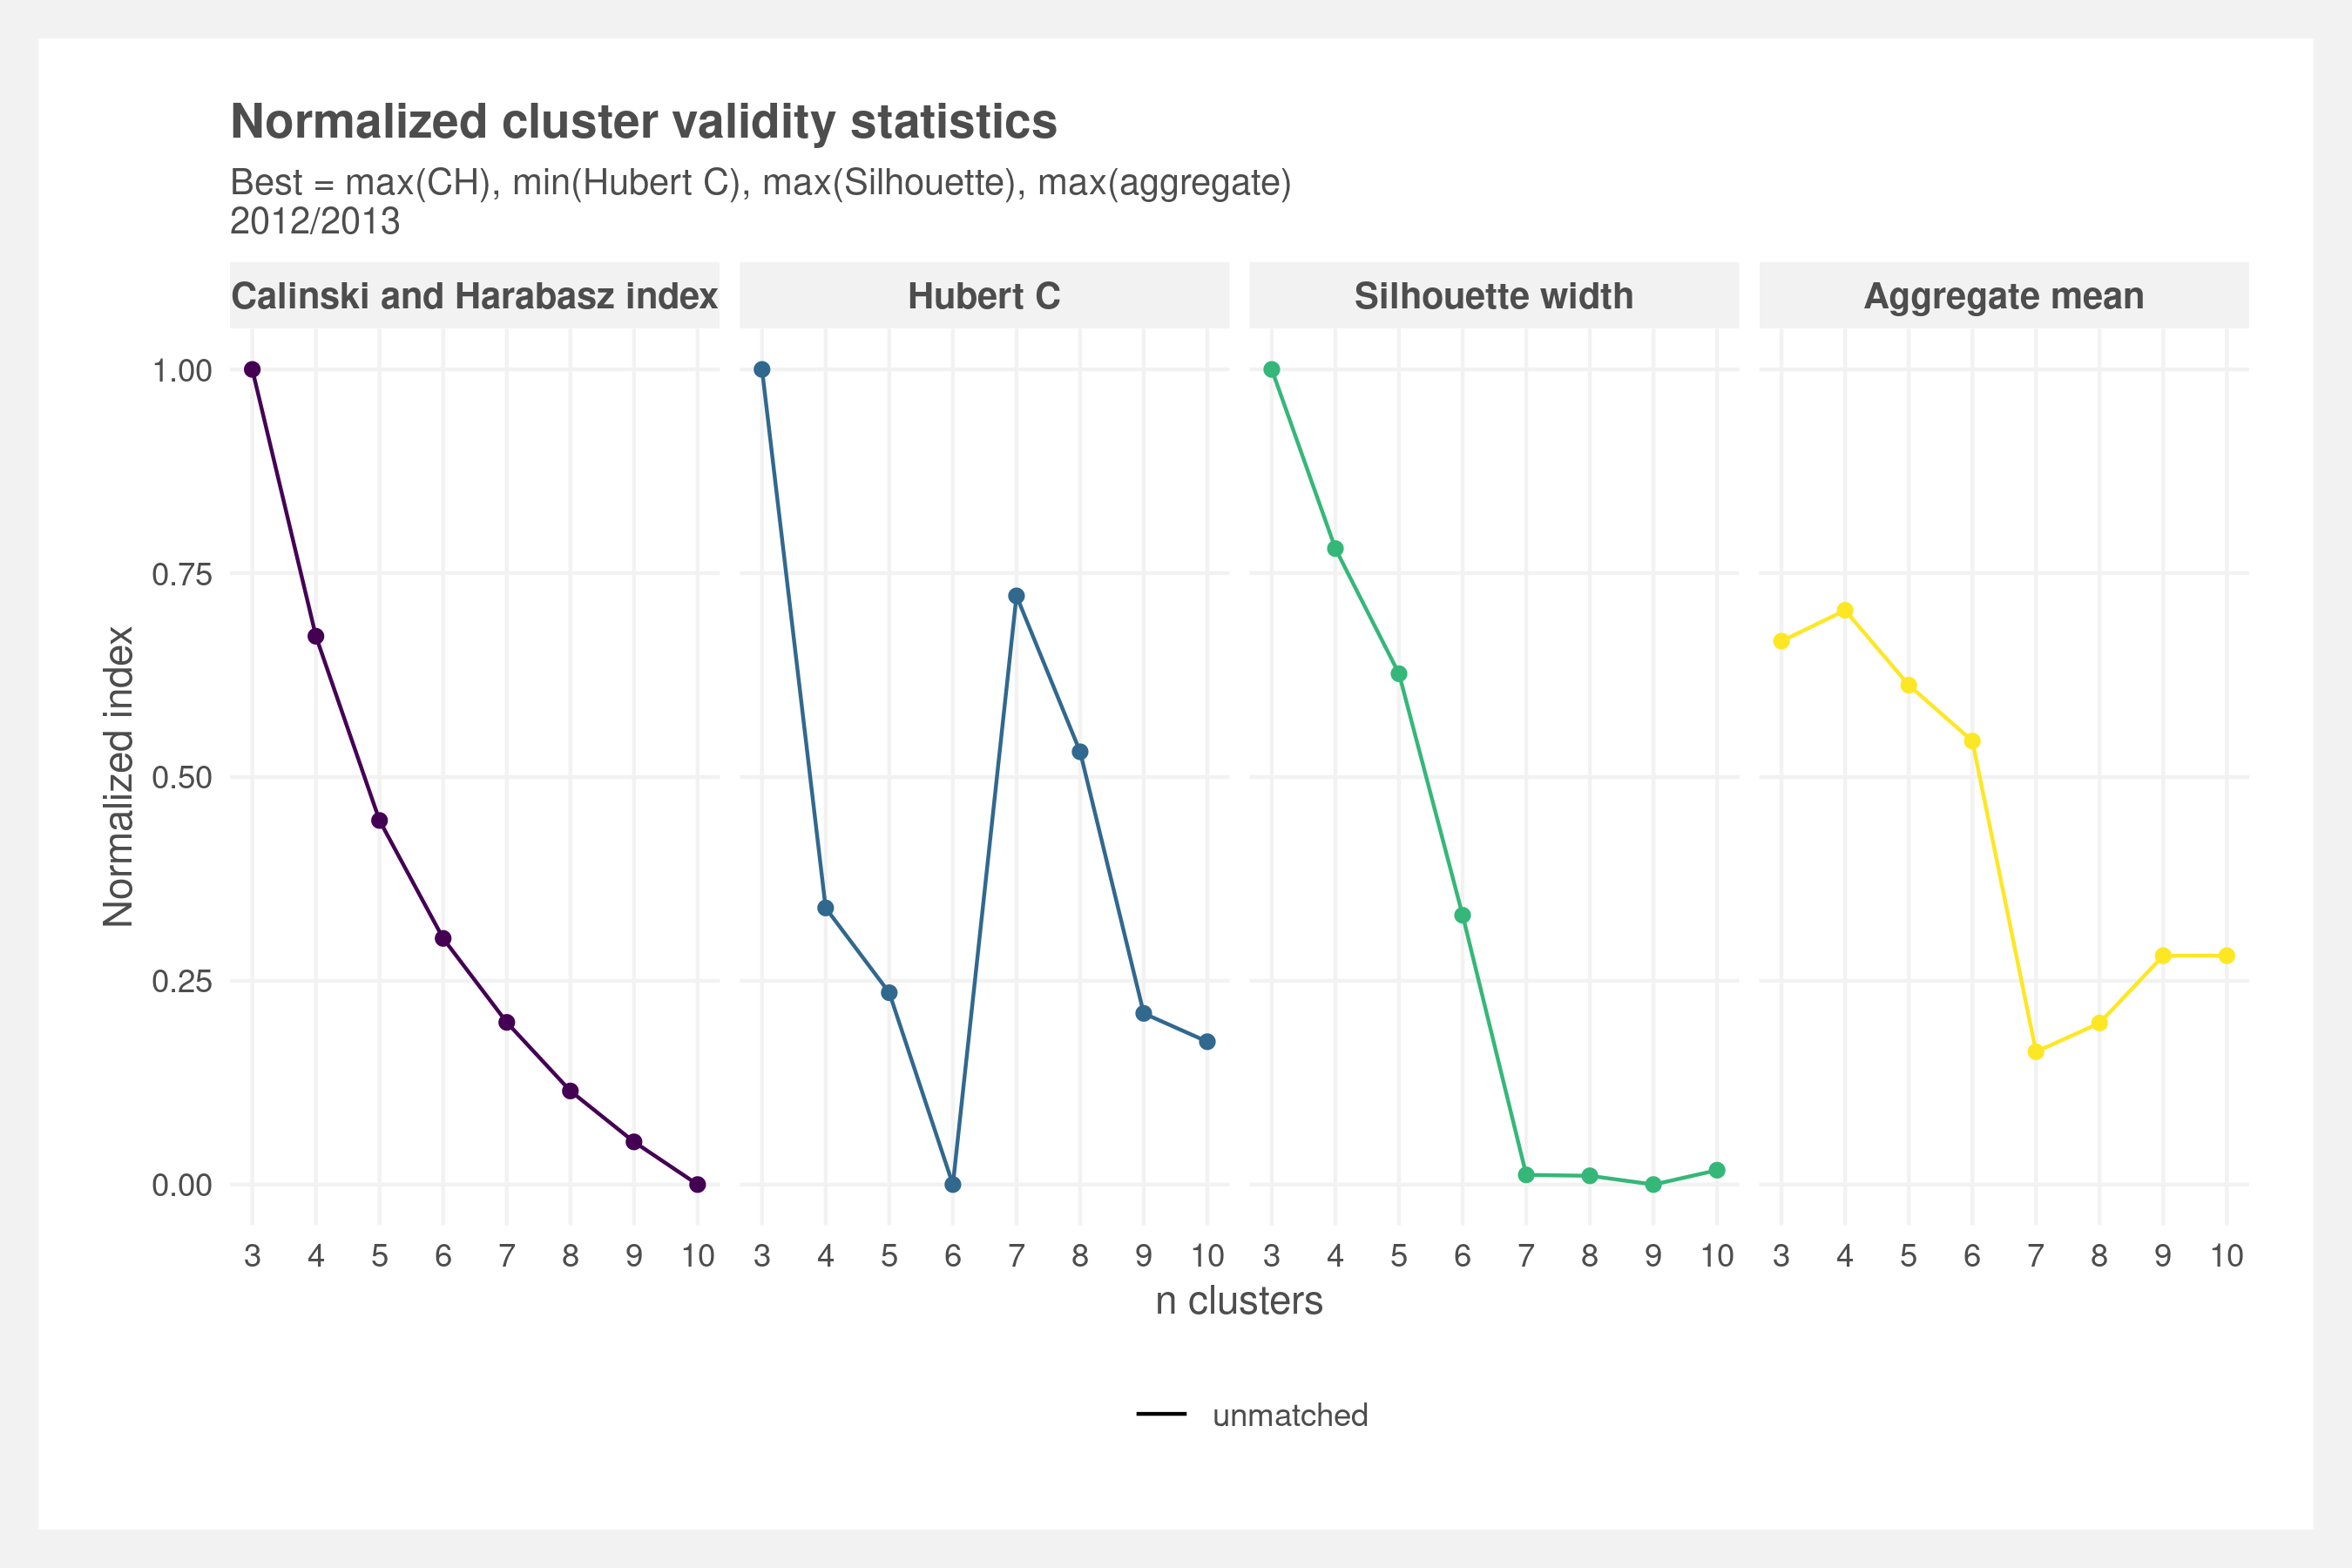 Normalized cluster validity statistics
Best = max(CH), min(Hubert C), max(Silhouette), max(aggregate)
2012/2013
Calinski and Harabasz index
Hubert C
Silhouette width
Aggregate mean
Normalized index
1.00
0.75
0.50
0.25
0.00
3 4 5 6 7 8 9 10
3 4 5 6 7 8 9 10
3 4 5 6 7 8 9 10
3 4 5 6 7 8 9 10
n clusters
unmatched